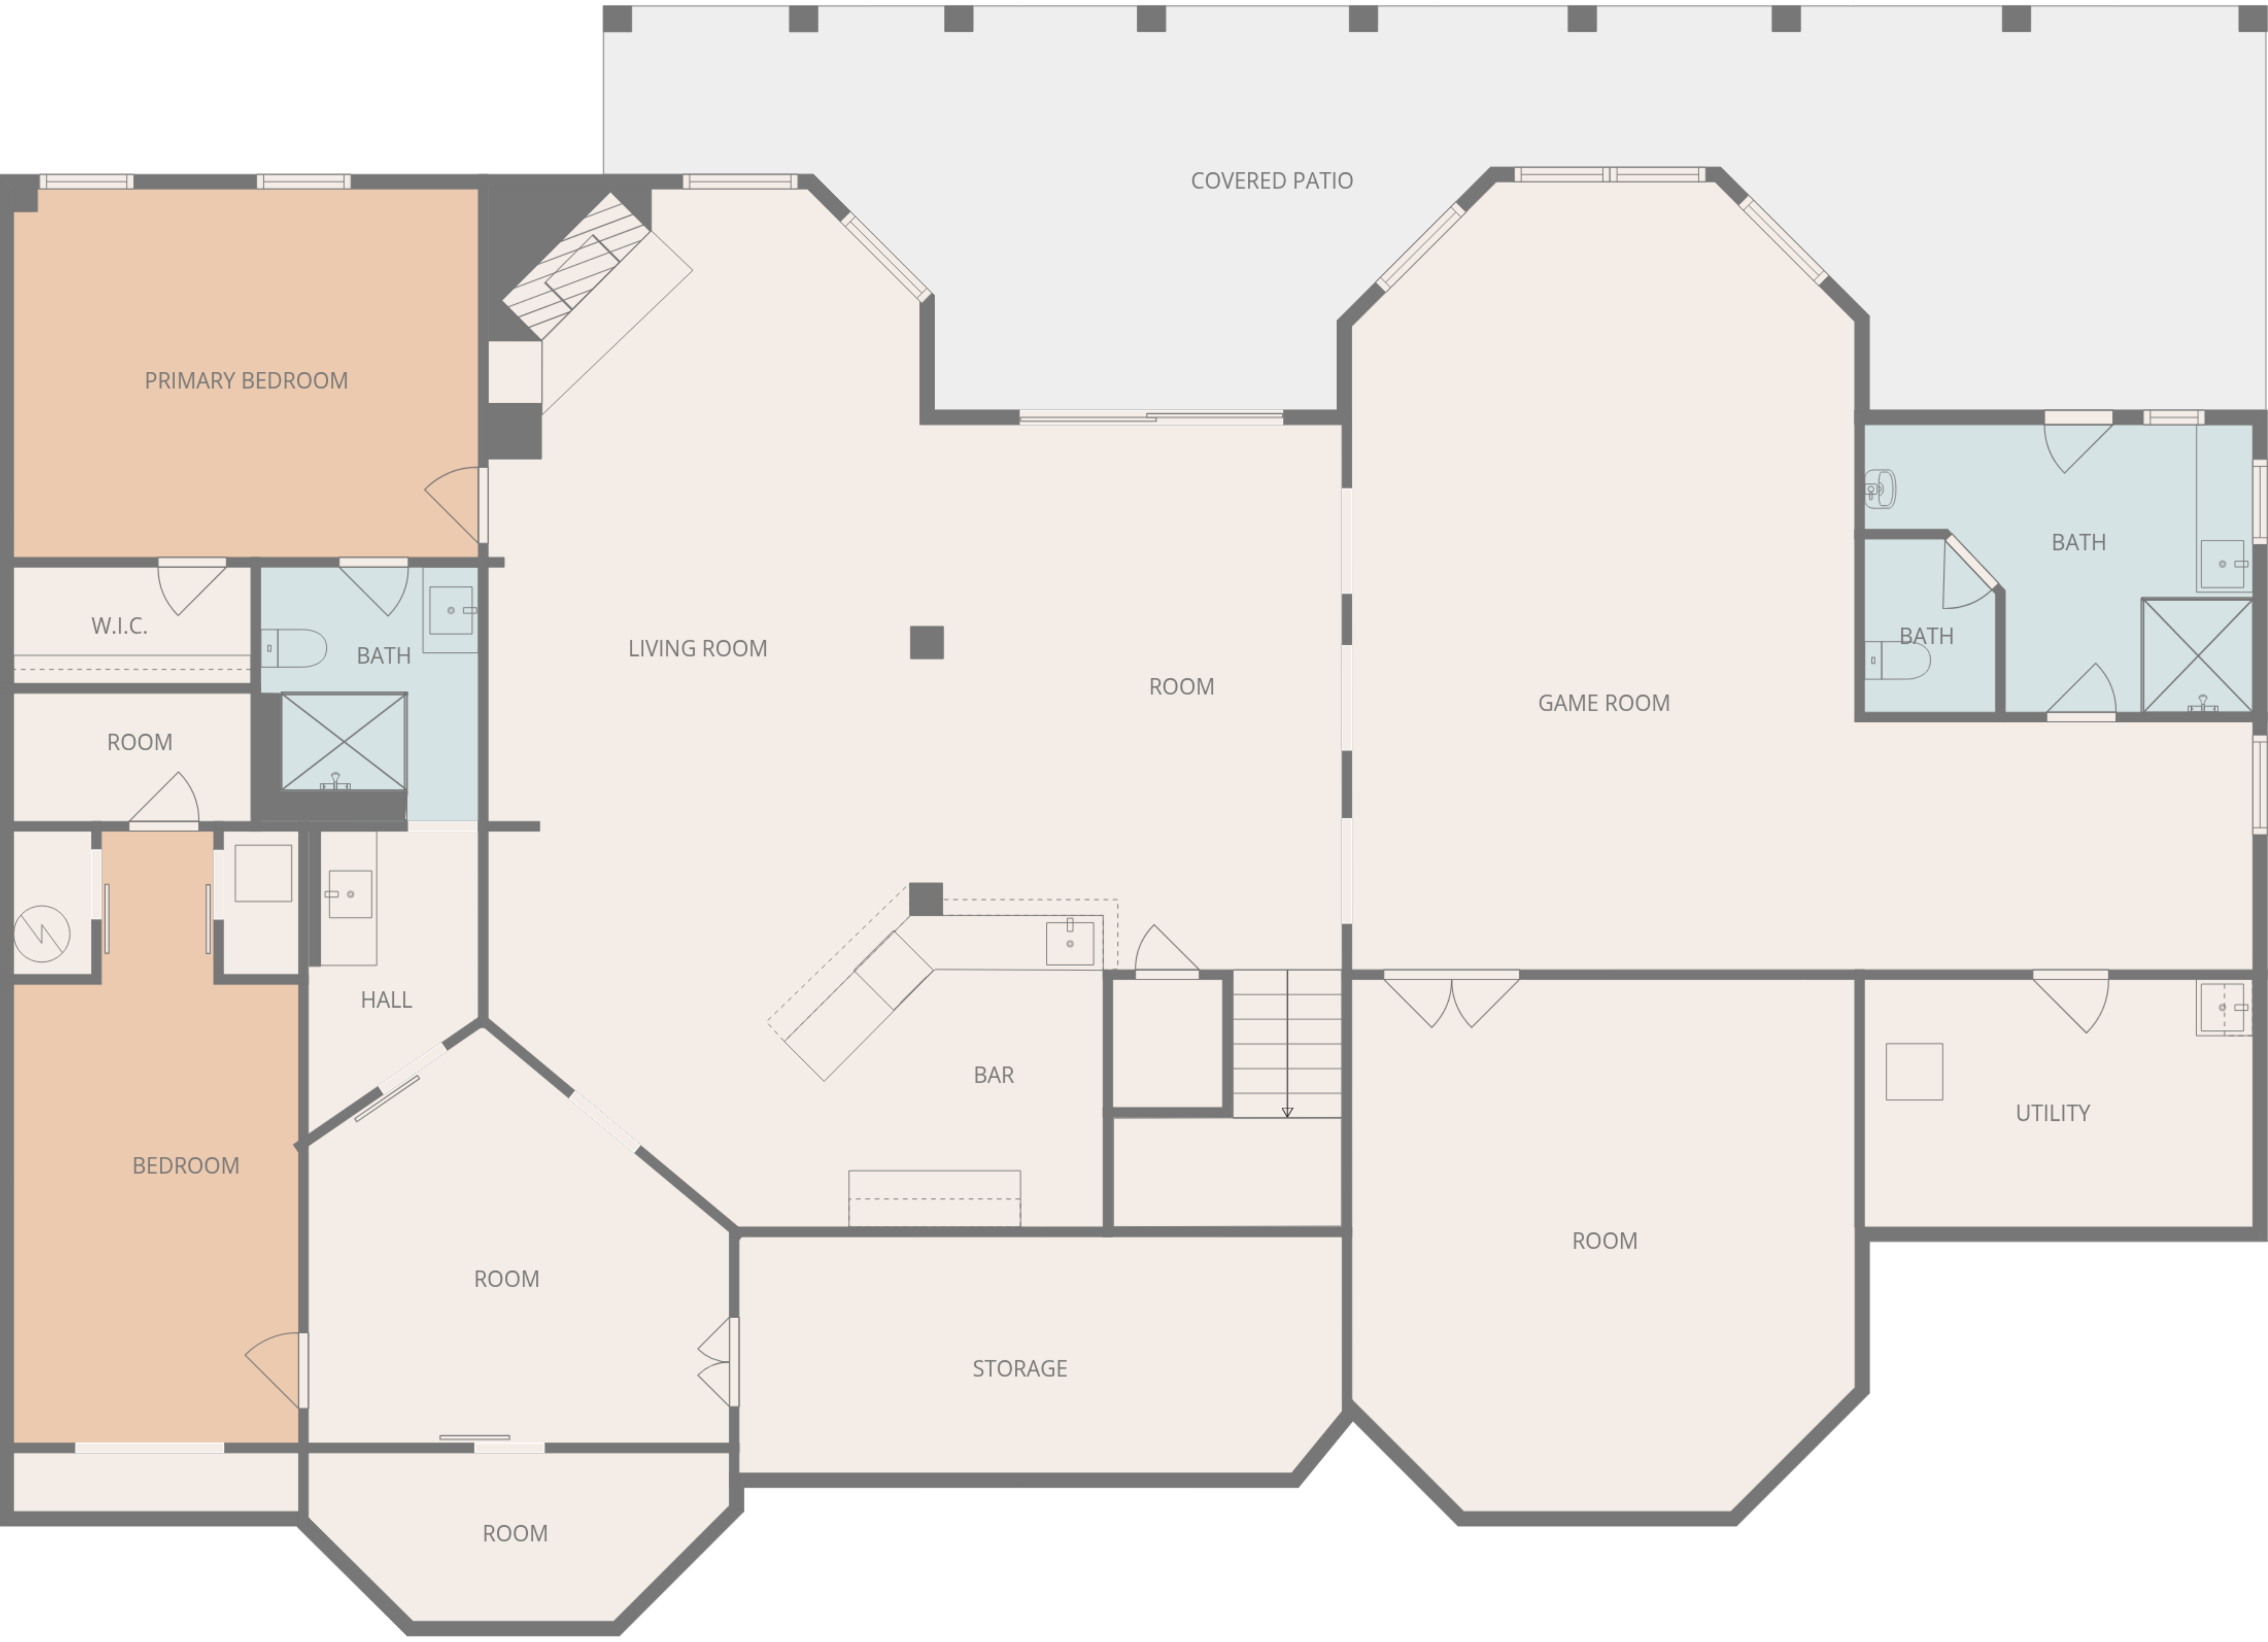 COVERED PATIO
PRIMARY BEDROOM
BATH
W.I.C.
BATH
LIVING ROOM
BATH
ROOM
GAME ROOM
ROOM
HALL
BAR
UTILITY
BEDROOM
ROOM
ROOM
STORAGE
ROOM